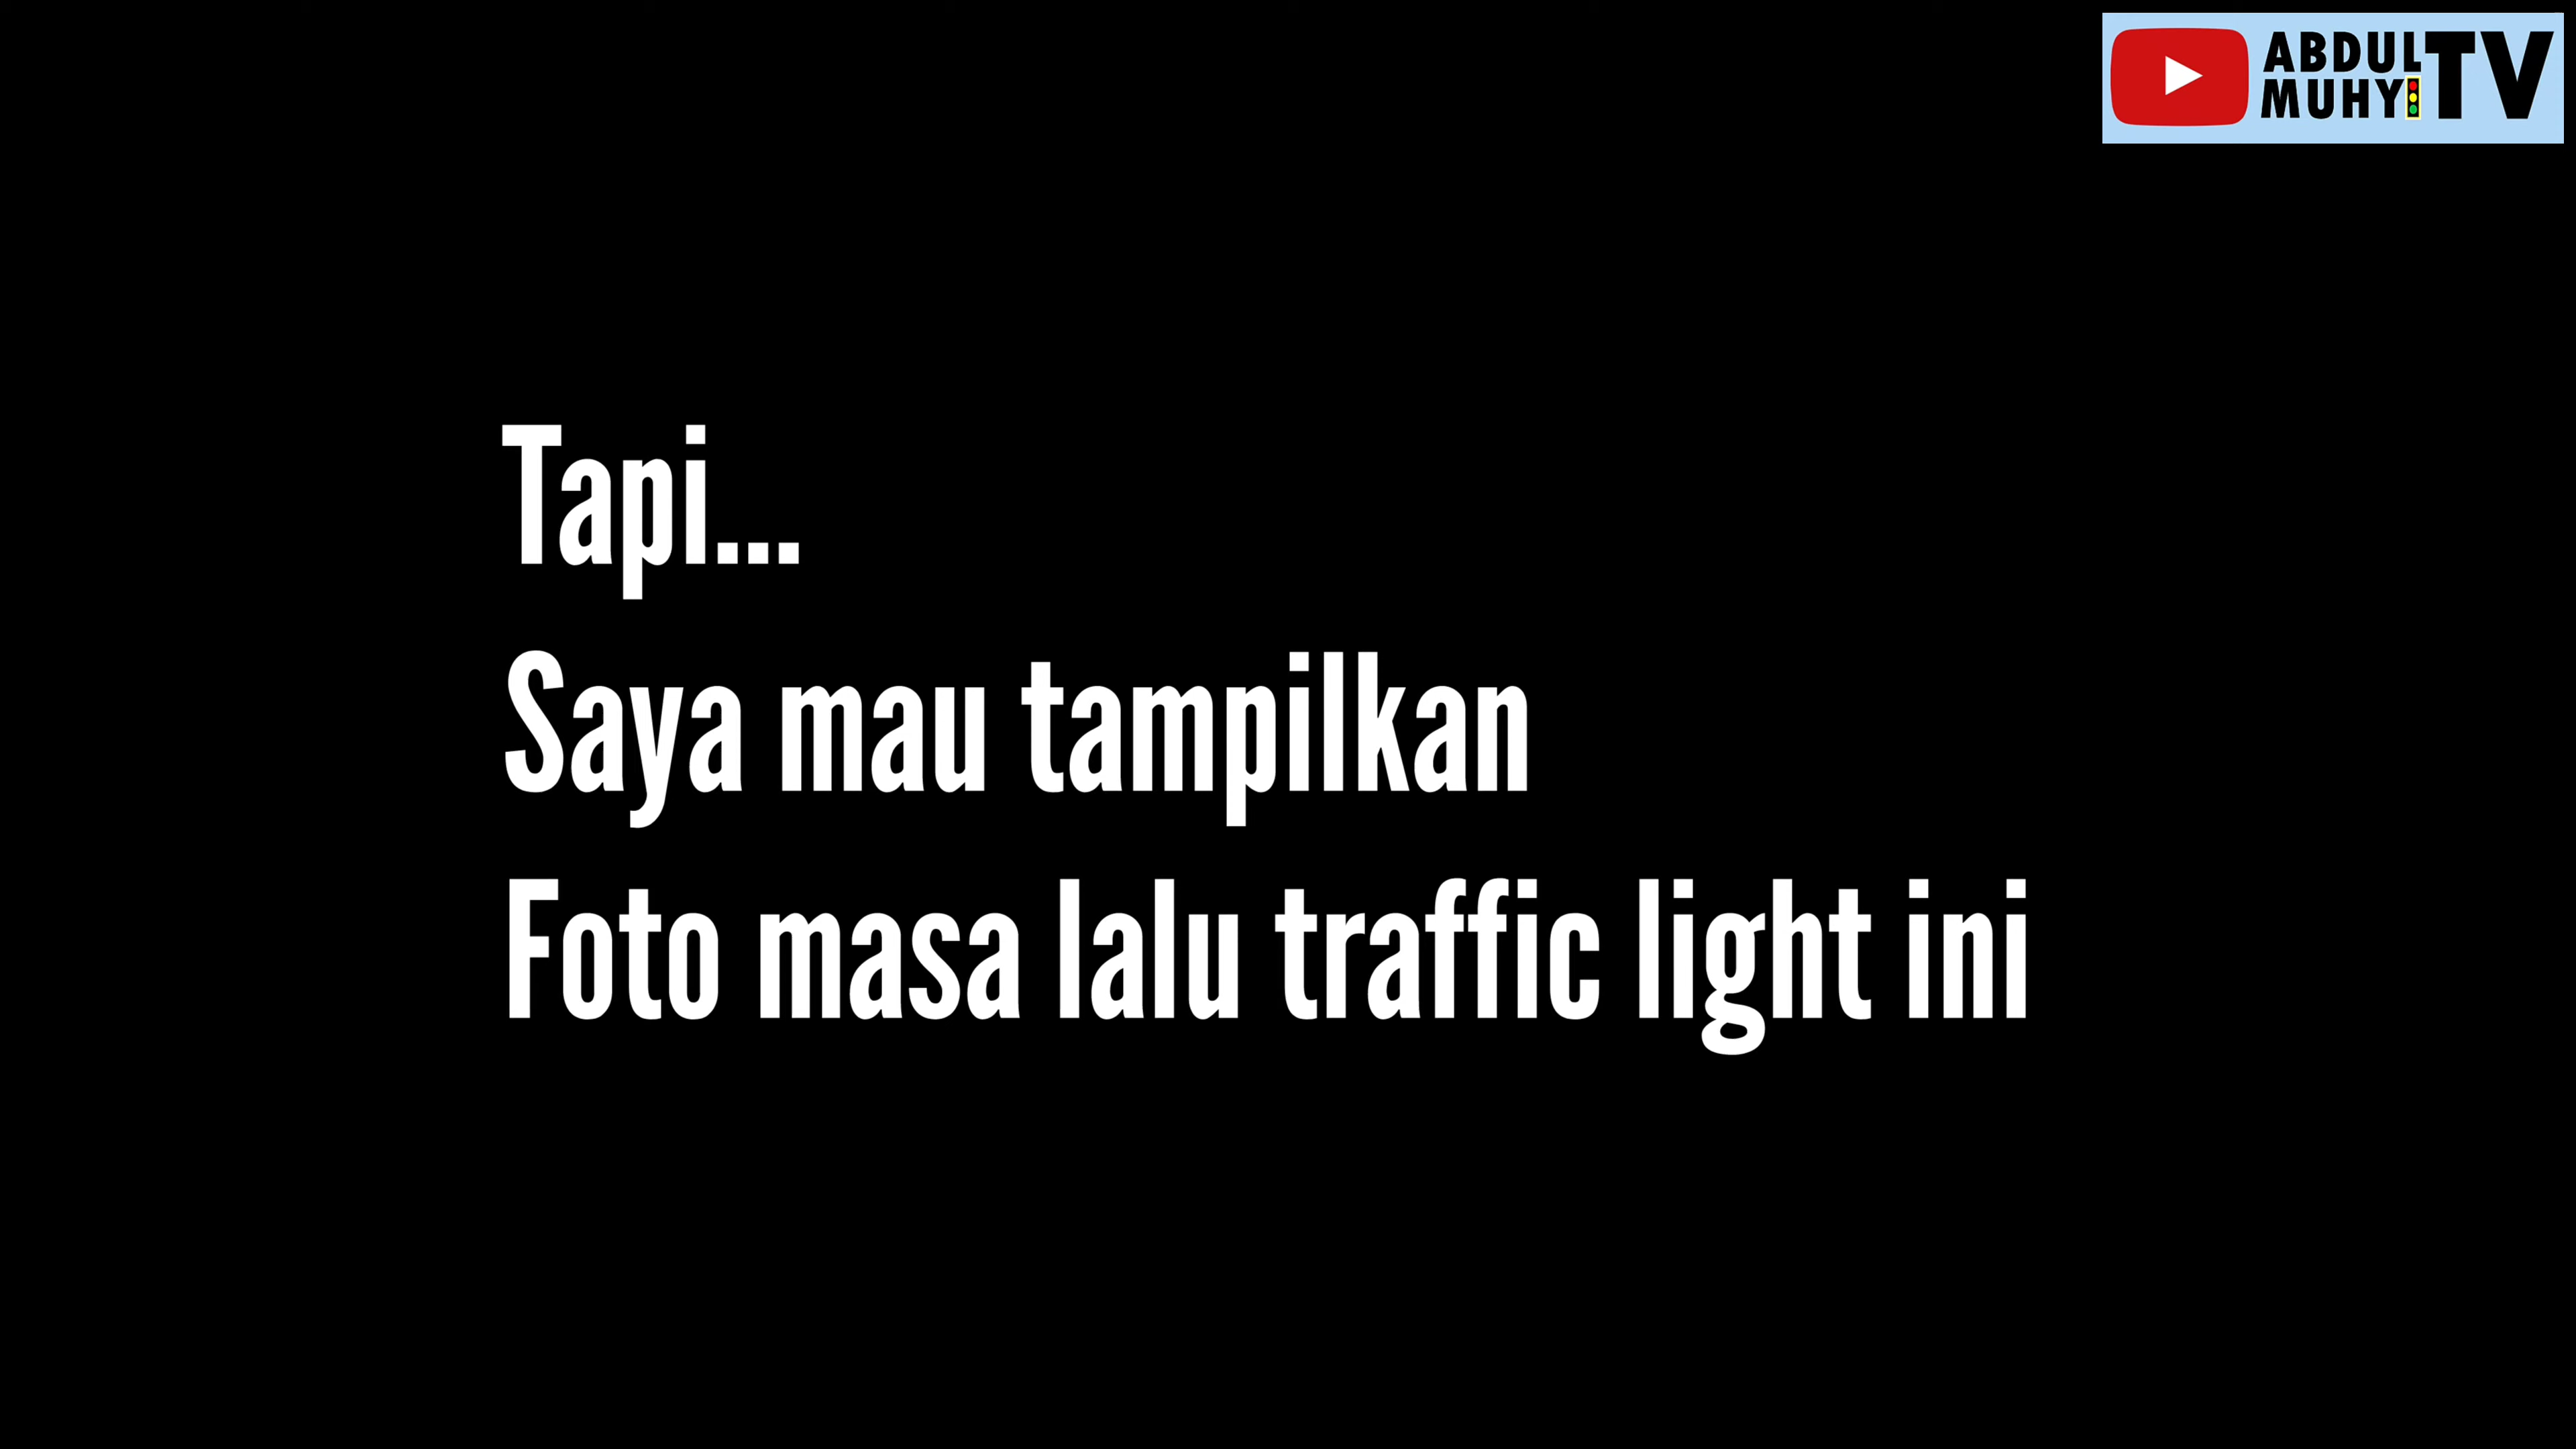 ABDUL
MUHYI
TV
Tapi...
Saya mau tampilkan
Foto masa lalu traffic light ini